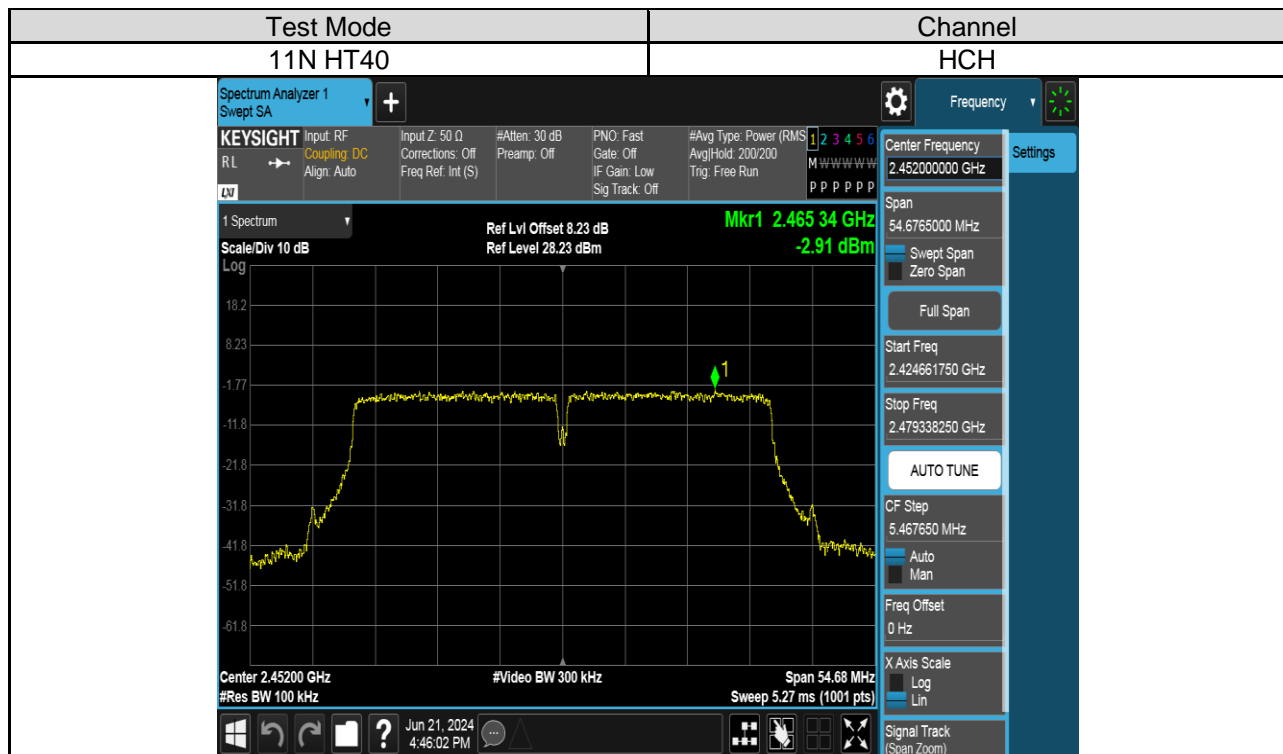 Test Mode
Channel
11N HT40
HCH
Spectrum Analyzer 1
Swept SA
+
Frequency
KEYSIGHT
R L
LXI
Input: RF
Coupling: DC
Align: Auto
Input Z: 50 Ω
Corrections: Off
Freq Ref: Int (S)
#Atten: 30 dB
Preamp: Off
PNO: Fast
Gate: Off
IF Gain: Low
Sig Track: Off
#Avg Type: Power (RMS
Avg|Hold: 200/200
Trig: Free Run
1 2 3 4 5 6
M W W W W W
P P P P P P
1 Spectrum
Scale/Div 10 dB
Ref Lvl Offset 8.23 dB
Ref Level 28.23 dBm
Mkr1 2.465 34 GHz
-2.91 dBm
Log
18.2
8.23
-1.77
-11.8
-21.8
-31.8
-41.8
-51.8
-61.8
1
Center 2.45200 GHz
#Res BW 100 kHz
#Video BW 300 kHz
Span 54.68 MHz
Sweep 5.27 ms (1001 pts)
Center Frequency
2.452000000 GHz
Settings
Span
54.6765000 MHz
Swept Span
Zero Span
Full Span
Start Freq
2.424661750 GHz
Stop Freq
2.479338250 GHz
AUTO TUNE
CF Step
5.467650 MHz
Auto
Man
Freq Offset
0 Hz
X Axis Scale
Log
Lin
Signal Track
(Span Zoom)
?
Jun 21, 2024
4:46:02 PM